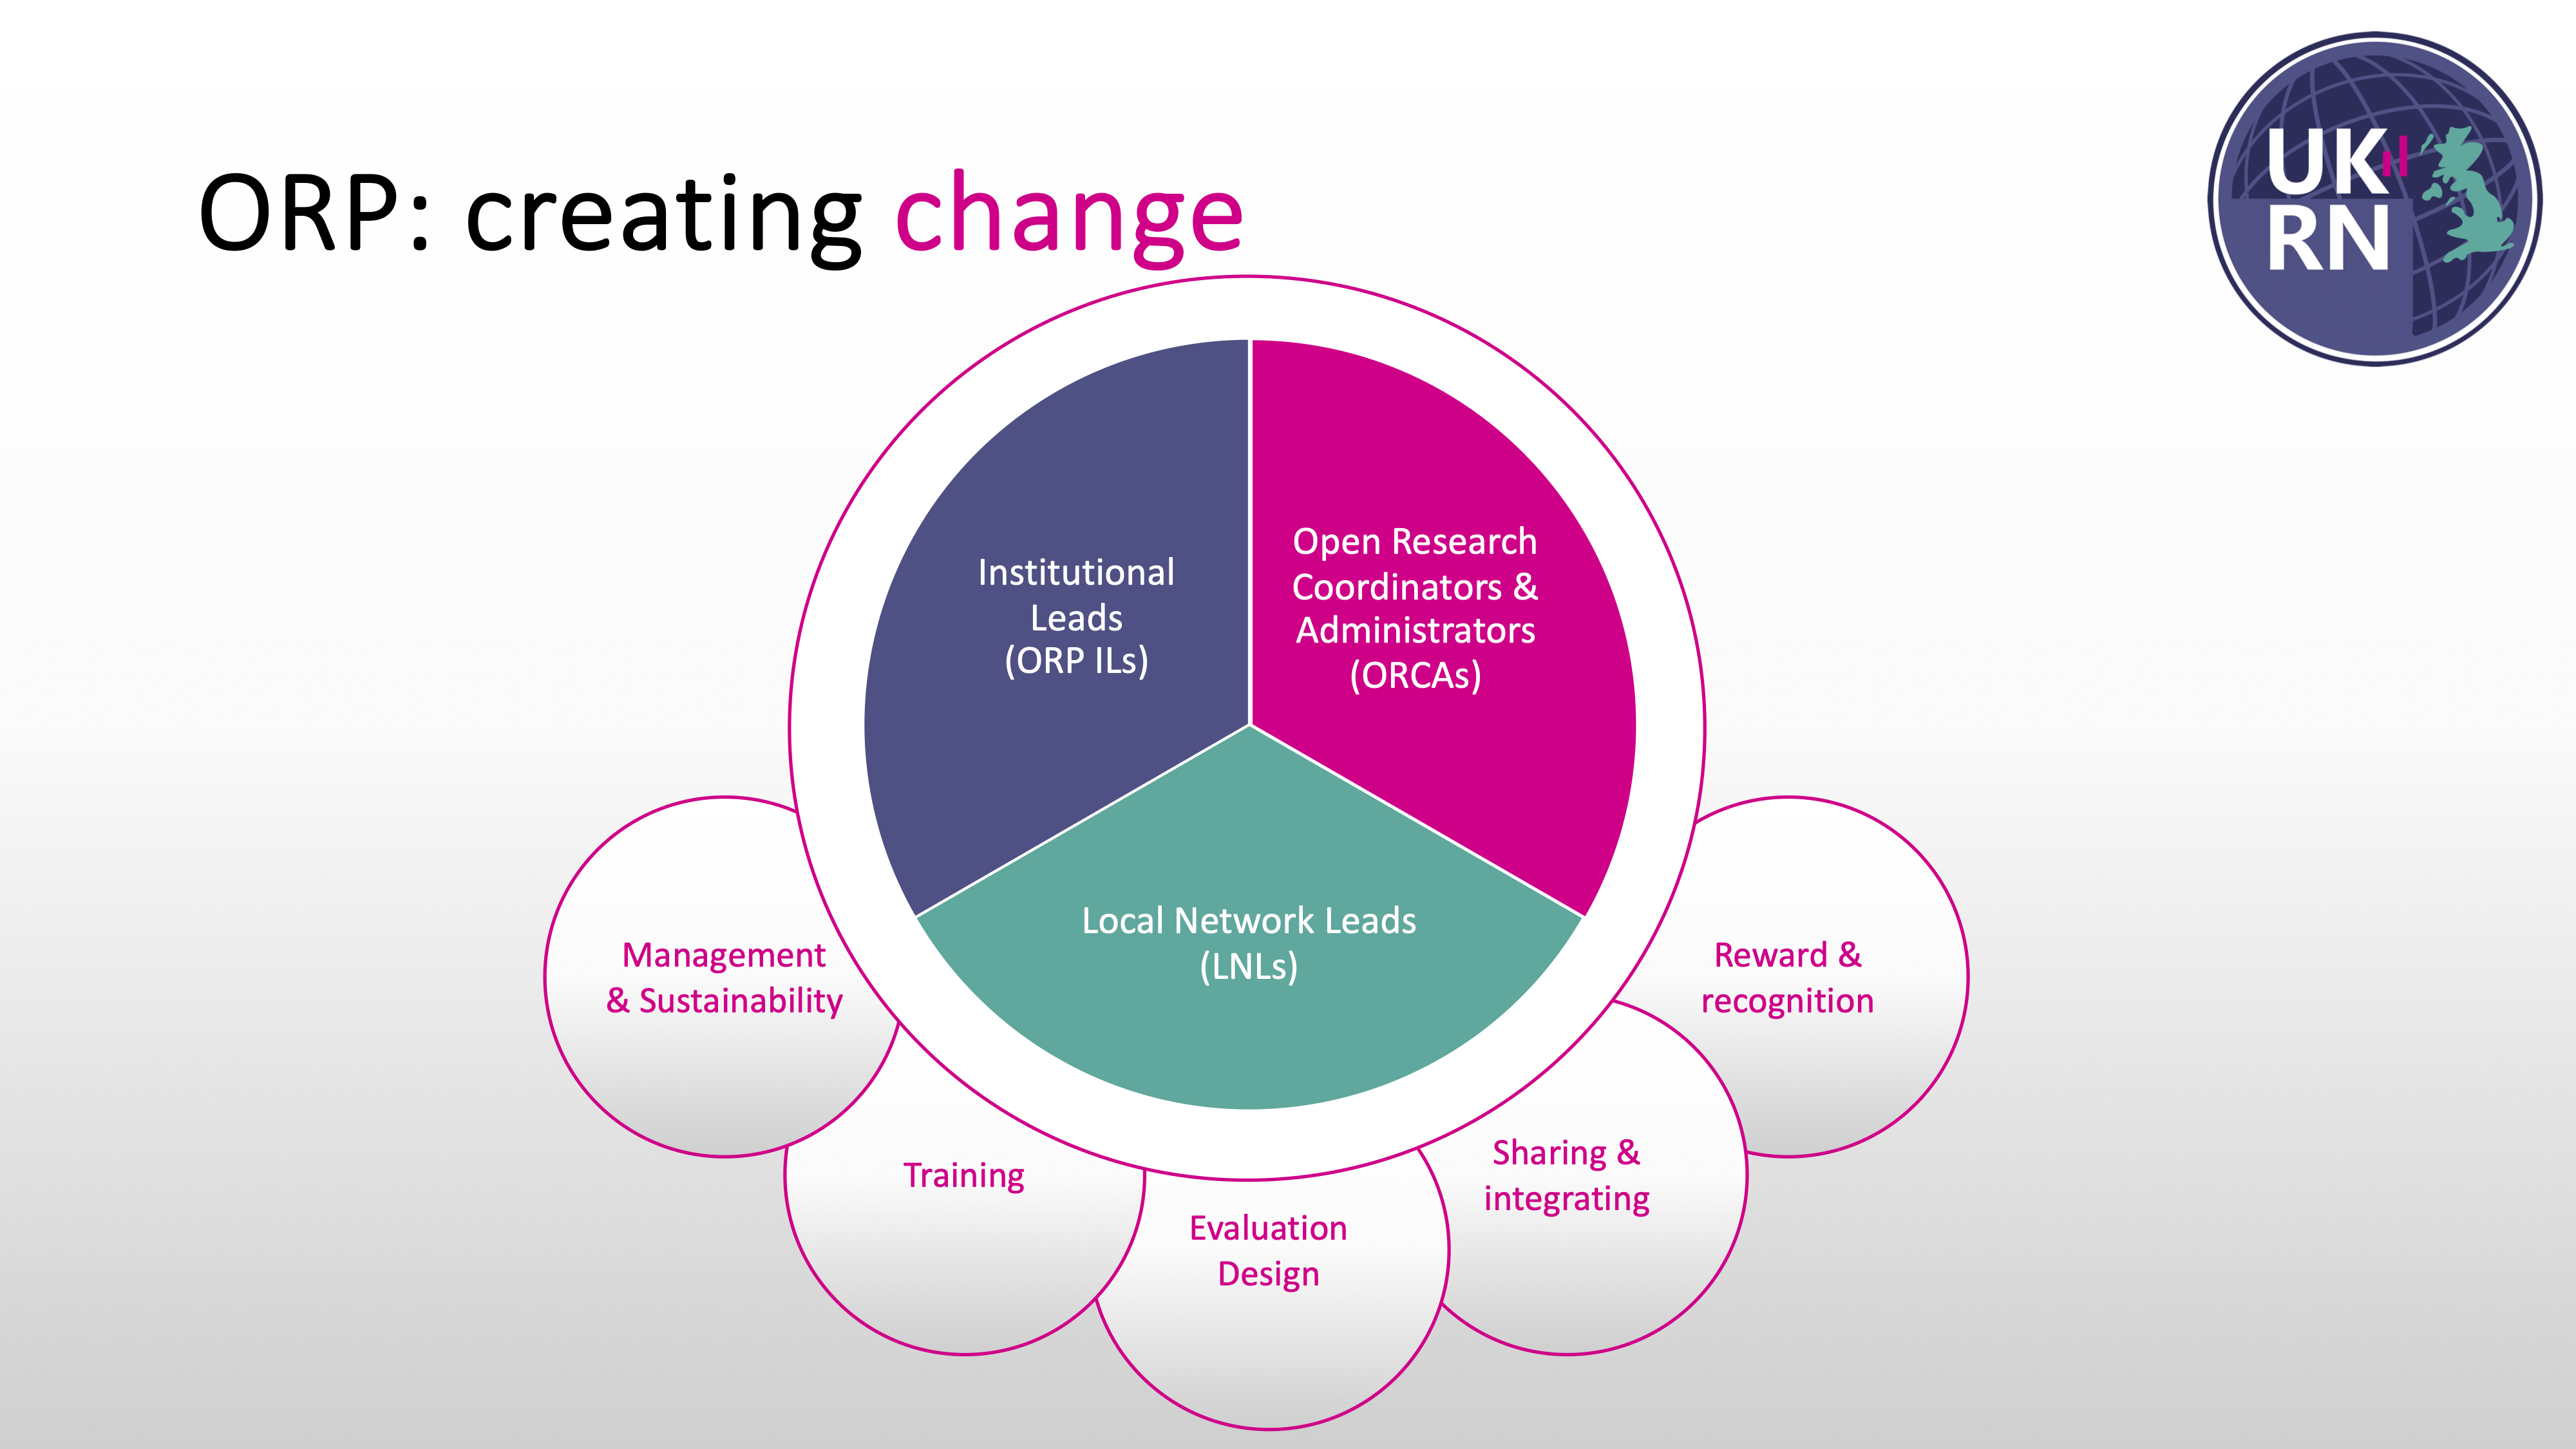 ORP: creating change
UK
RN
Institutional
Leads
(ORP ILs)
Open Research
Coordinators &
Administrators
(ORCAs)
Local Network Leads
(LNLs)
Management
& Sustainability
Training
Evaluation
Design
Sharing &
integrating
Reward &
recognition